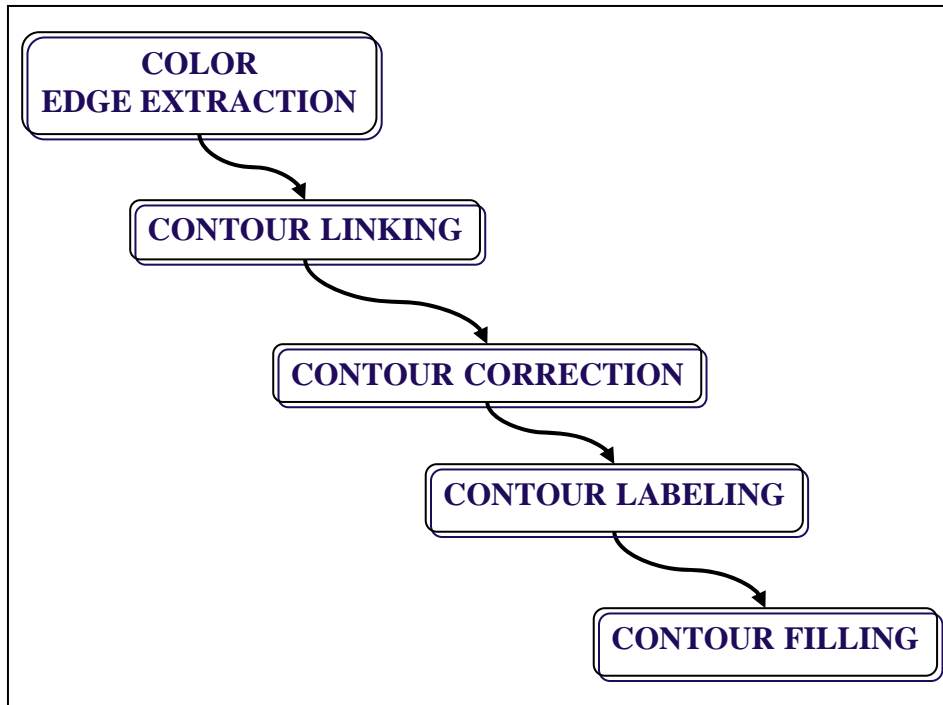 COLOR
EDGE EXTRACTION
CONTOUR LINKING
CONTOUR CORRECTION
CONTOUR LABELING
CONTOUR FILLING